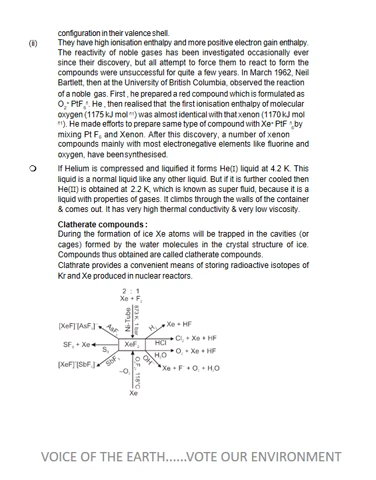 configuration in their valence shell.
(ii) They have high ionisation enthalpy and more positive electron gain enthalpy.
The reactivity of noble gases has been investigated occasionally ever
since their discovery, but all attempt to force them to react to form the
compounds were unsuccessful for quite a few years. In March 1962, Neil
Bartlett, then at the University of British Columbia, observed the reaction
of a noble gas. First , he prepared a red compound which is formulated as
O2+ PtF6–. He , then realised that the first ionisation enthalpy of molecular
oxygen (1175 kJ mol–1) was almost identical with that xenon (1170 kJ mol
–1). He made efforts to prepare same type of compound with Xe+ PtF6– by
mixing Pt F6 and Xenon. After this discovery, a number of xenon
compounds mainly with most electronegative elements like fluorine and
oxygen, have been synthesised.
If Helium is compressed and liquified it forms He(I) liquid at 4.2 K. This
liquid is a normal liquid like any other liquid. But if it is further cooled then
He(II) is obtained at 2.2 K, which is known as super fluid, because it is a
liquid with properties of gases. It climbs through the walls of the container
& comes out. It has very high thermal conductivity & very low viscosity.
Clatherate compounds :
During the formation of ice Xe atoms will be trapped in the cavities (or
cages) formed by the water molecules in the crystal structure of ice.
Compounds thus obtained are called clatherate compounds.
Clathrate provides a convenient means of storing radioactive isotopes of
Kr and Xe produced in nuclear reactors.
2 : 1
Xe + F2
Ni-Tube
873 K, 1 bar
[XeF]+[AsF6]–
AsF5
H2
Xe + HF
SF6 + Xe
S8
XeF2
HCl
Cl2 + Xe + HF
H2O
O2 + Xe + HF
[XeF]+[SbF6]–
SbF5
OH–
Xe + F– + O2 + H2O
–O2
O2F2 118°C
Xe
VOICE OF THE EARTH......VOTE OUR ENVIRONMENT